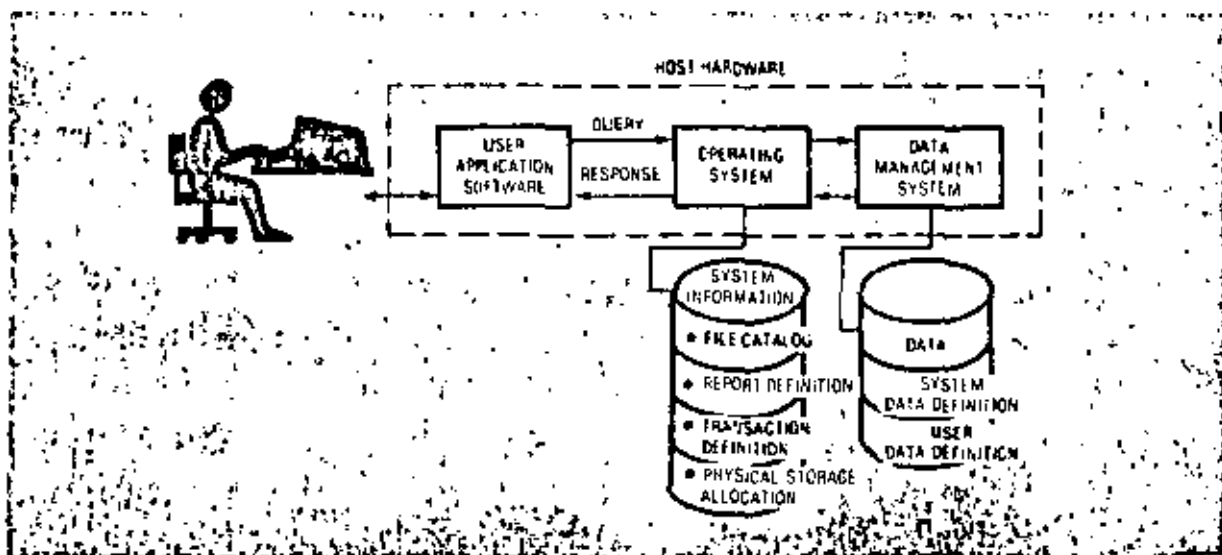 HOST HARDWARE
USER
APPLICATION
SOFTWARE
QUERY
RESPONSE
OPERATING
SYSTEM
DATA
MANAGEMENT
SYSTEM
SYSTEM
INFORMATION
• FILE CATALOG
• REPORT DEFINITION
• TRANSACTION
DEFINITION
• PHYSICAL STORAGE
ALLOCATION
DATA
SYSTEM
DATA DEFINITION
USER
DATA DEFINITION